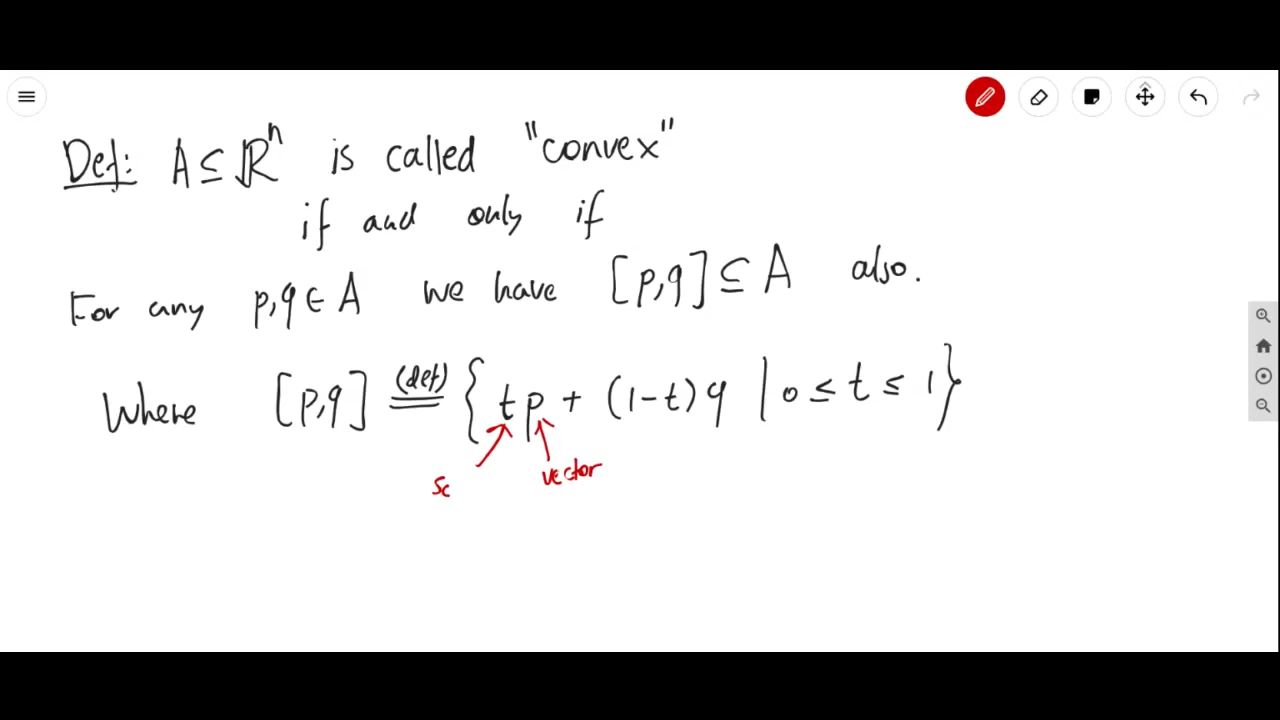 Def: A ⊆ ℝⁿ is called "convex"
if and only if
For any p,q ∈ A we have [p,q] ⊆ A also.
Where [p,q] (def) == { t p + (1-t) q | 0 ≤ t ≤ 1 }
Sc vector